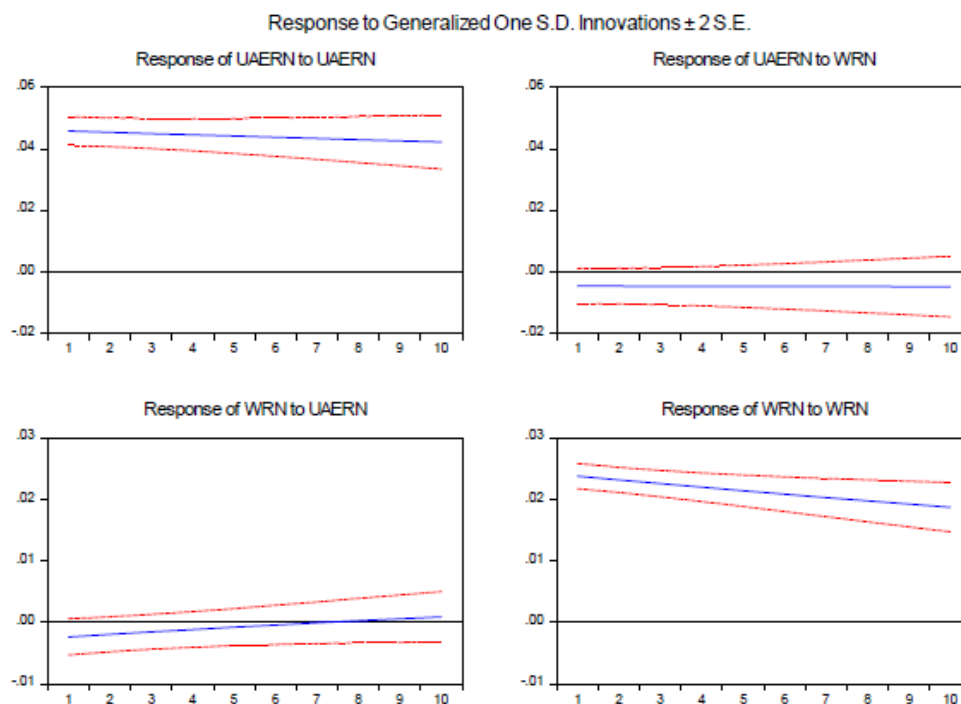 Response to Generalized One S.D. Innovations ± 2 S.E.
Response of UAERN to UAERN
.06
.04
.02
.00
-.02
1 2 3 4 5 6 7 8 9 10
Response of UAERN to WRN
.06
.04
.02
.00
-.02
1 2 3 4 5 6 7 8 9 10
Response of WRN to UAERN
.03
.02
.01
.00
-.01
1 2 3 4 5 6 7 8 9 10
Response of WRN to WRN
.03
.02
.01
.00
-.01
1 2 3 4 5 6 7 8 9 10